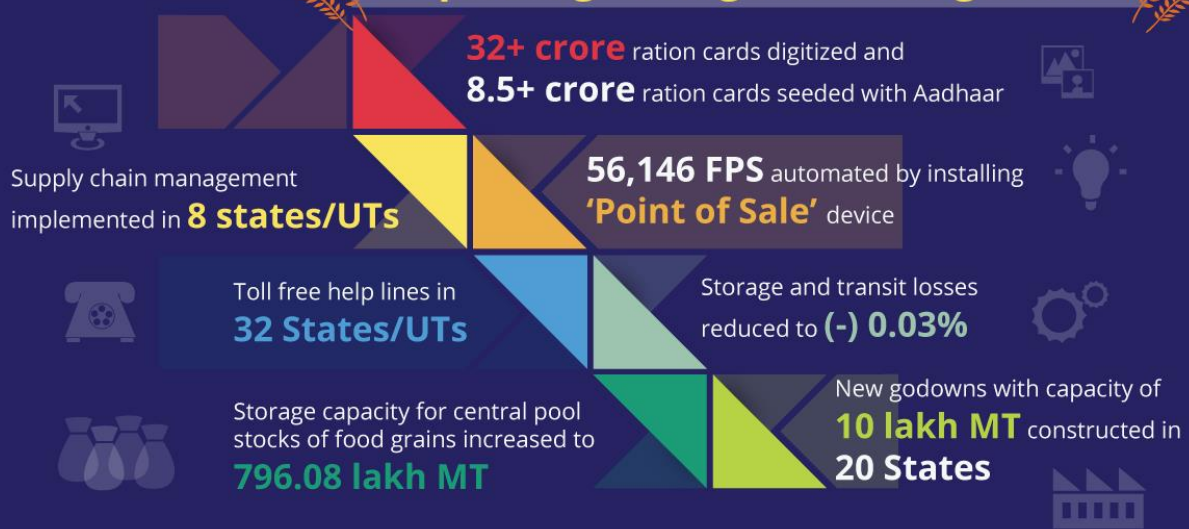 32+ crore ration cards digitized and
8.5+ crore ration cards seeded with Aadhaar
Supply chain management
implemented in 8 states/UTs
56,146 FPS automated by installing
‘Point of Sale’ device
Toll free help lines in
32 States/UTs
Storage and transit losses
reduced to (-) 0.03%
Storage capacity for central pool
stocks of food grains increased to
796.08 lakh MT
New godowns with capacity of
10 lakh MT constructed in
20 States